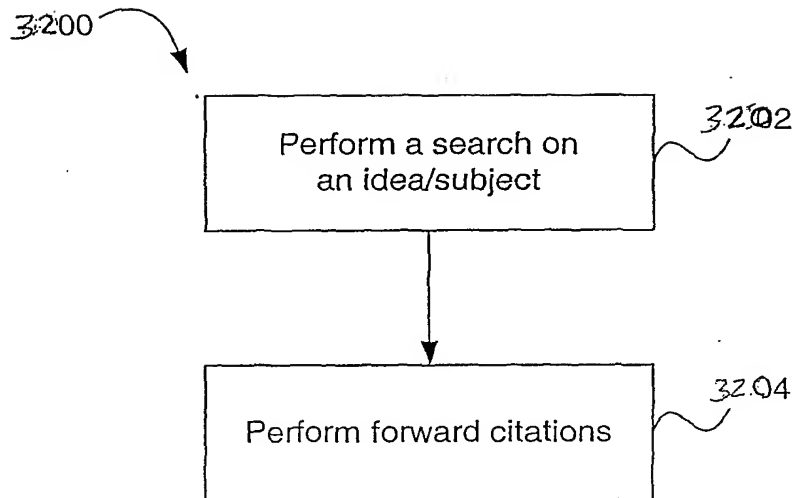 3200
Perform a search on
an idea/subject
3202
3204
Perform forward citations